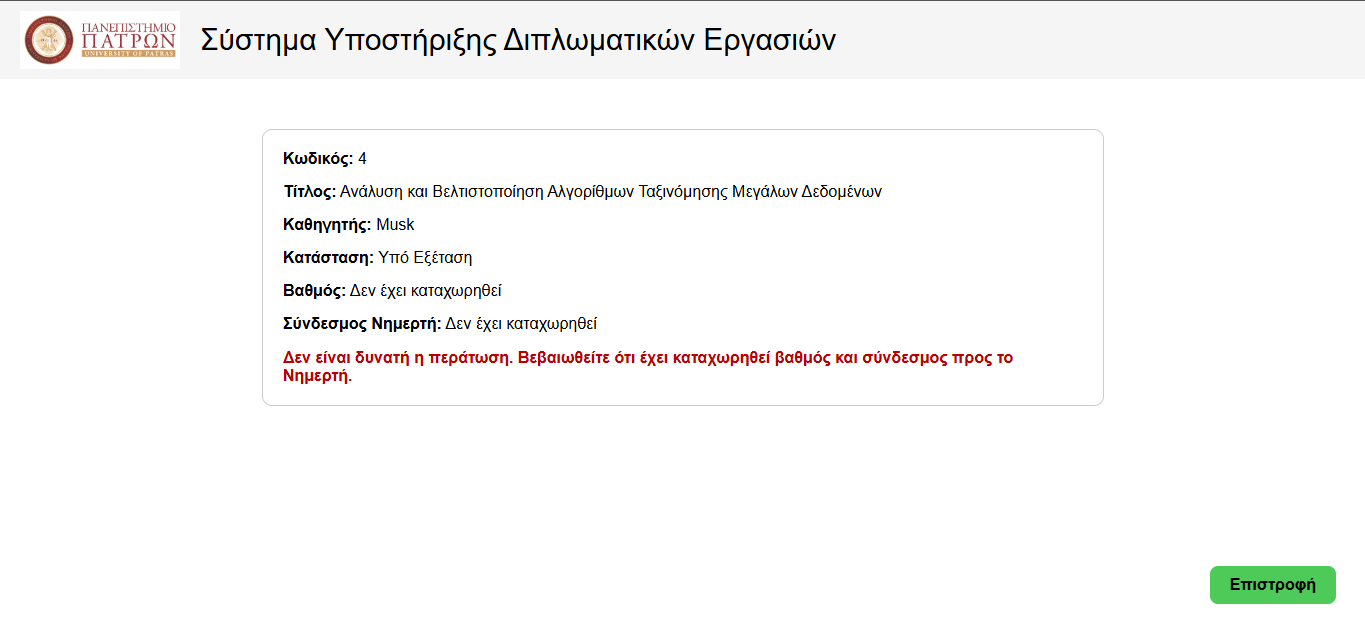 ΠΑΝΕΠΙΣΤΗΜΙΟ
ΠΑΤΡΩΝ
UNIVERSITY OF PATRAS
Σύστημα Υποστήριξης Διπλωματικών Εργασιών
Κωδικός: 4
Τίτλος: Ανάλυση και Βελτιστοποίηση Αλγορίθμων Ταξινόμησης Μεγάλων Δεδομένων
Καθηγητής: Musk
Κατάσταση: Υπό Εξέταση
Βαθμός: Δεν έχει καταχωρηθεί
Σύνδεσμος Νημερτή: Δεν έχει καταχωρηθεί
Δεν είναι δυνατή η περάτωση. Βεβαιωθείτε ότι έχει καταχωρηθεί βαθμός και σύνδεσμος προς το
Νημερτή.
Επιστροφή